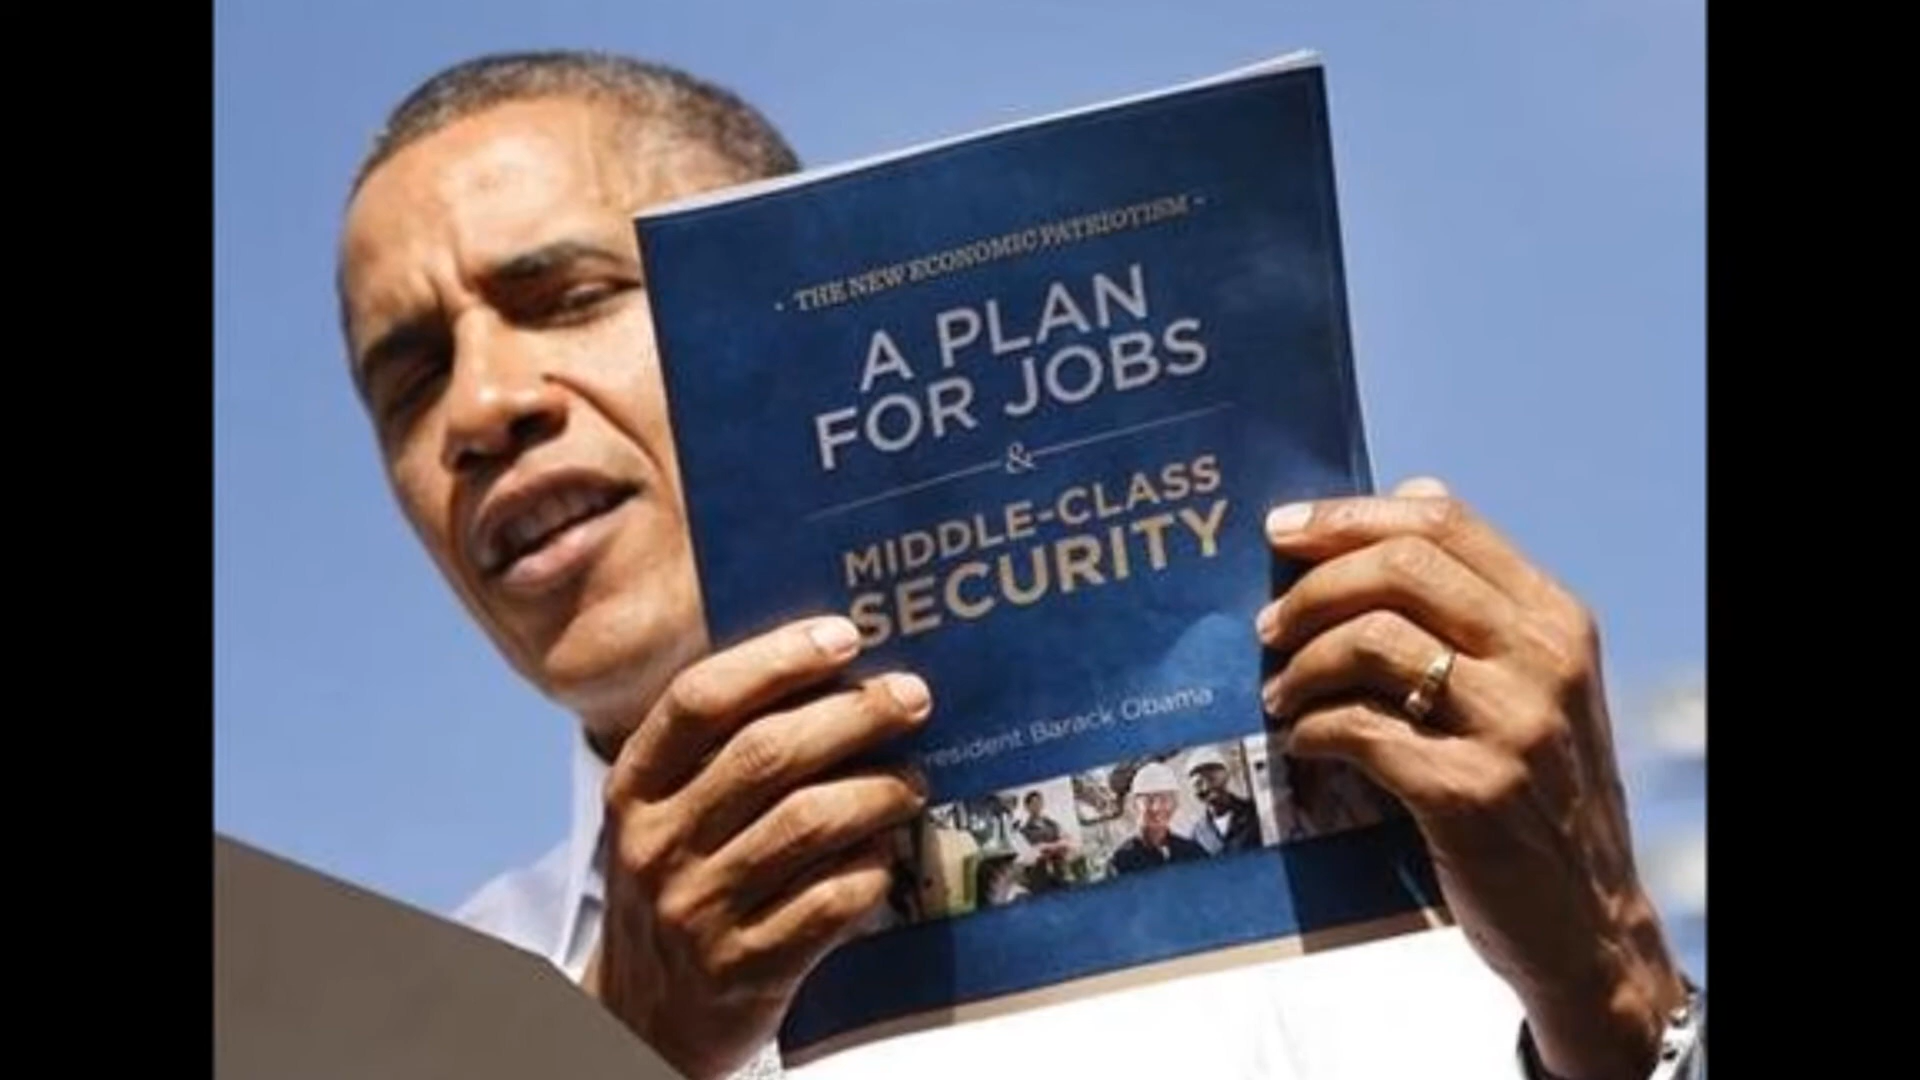 · THE NEW ECONOMIC PATRIOTISM ·
A PLAN
FOR JOBS
&
MIDDLE-CLASS
SECURITY
resident Barack Obama